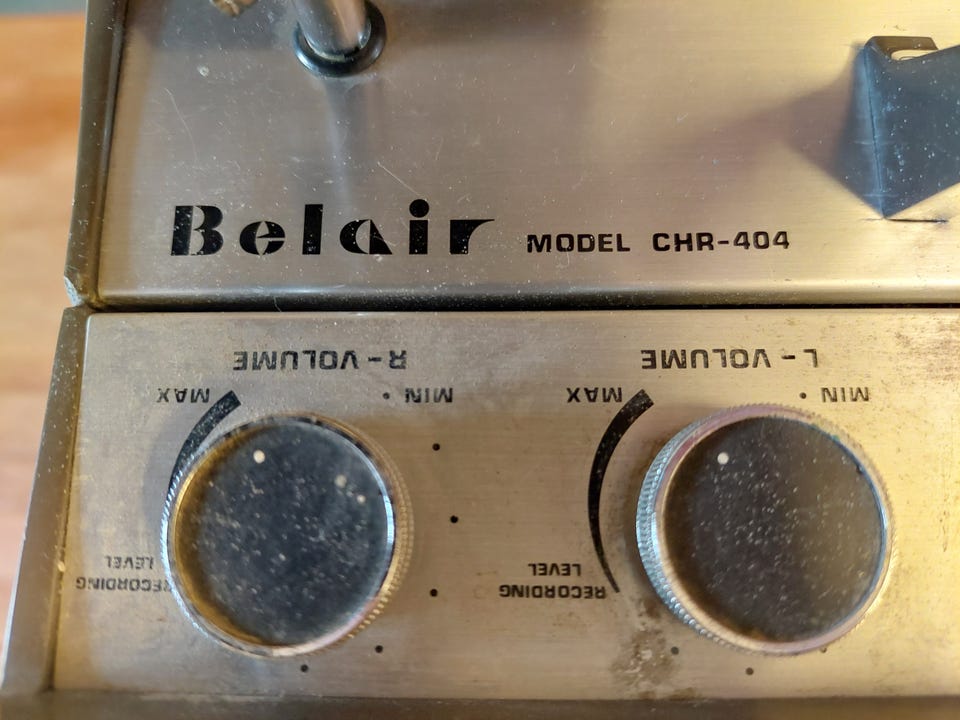 Belair MODEL CHR-404
R-VOLUME
L-VOLUME
MAX
MIN
MAX
MIN
RECORDING
LEVEL
RECORDING
LEVEL